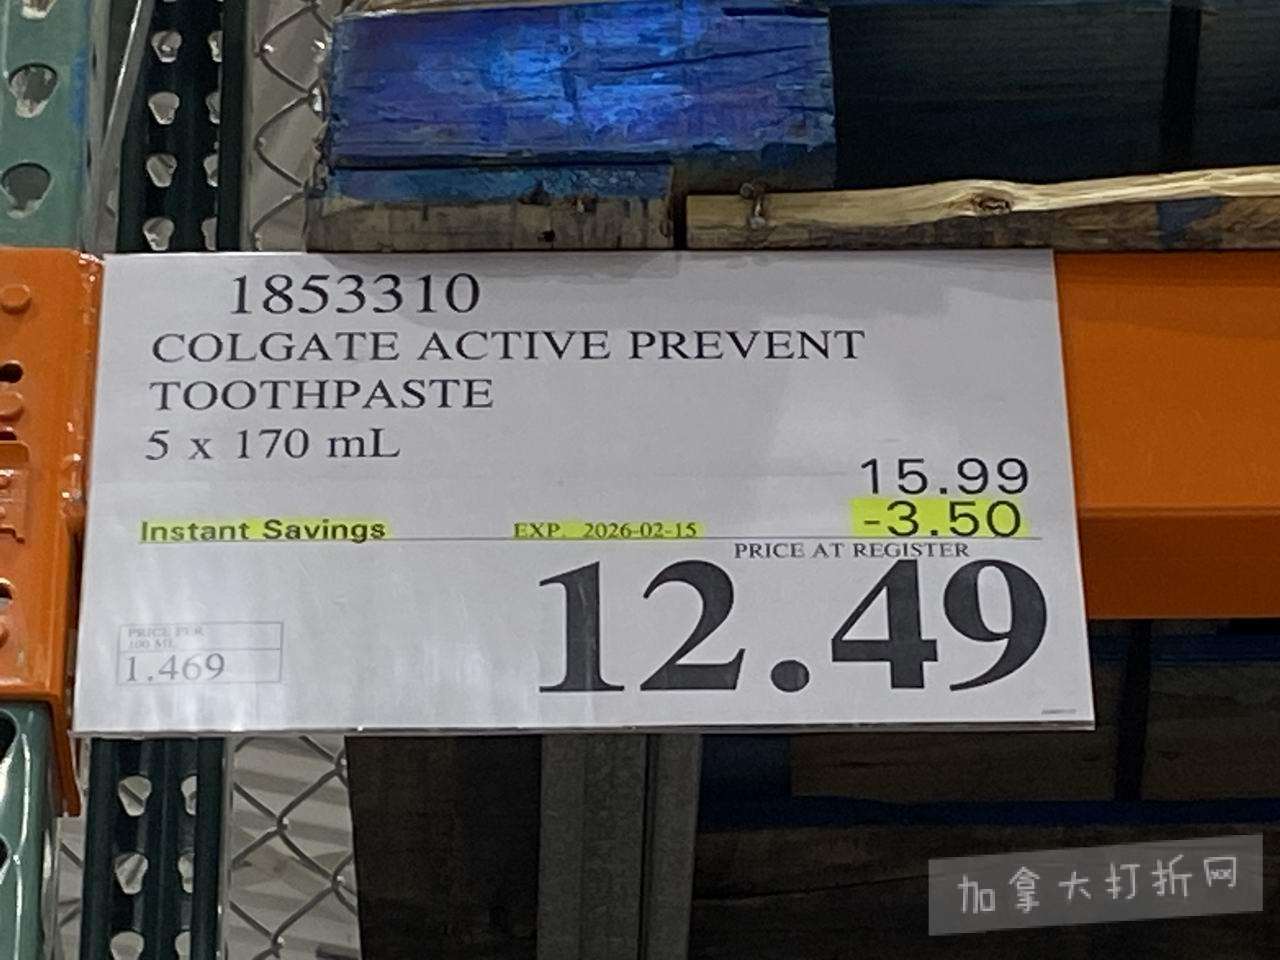 1853310
COLGATE ACTIVE PREVENT
TOOTHPASTE
5 x 170 mL
15.99
Instant Savings EXP. 2026-02-15 -3.50
PRICE AT REGISTER
12.49
PRICE PER
100 ML
1.469
加拿大打折网